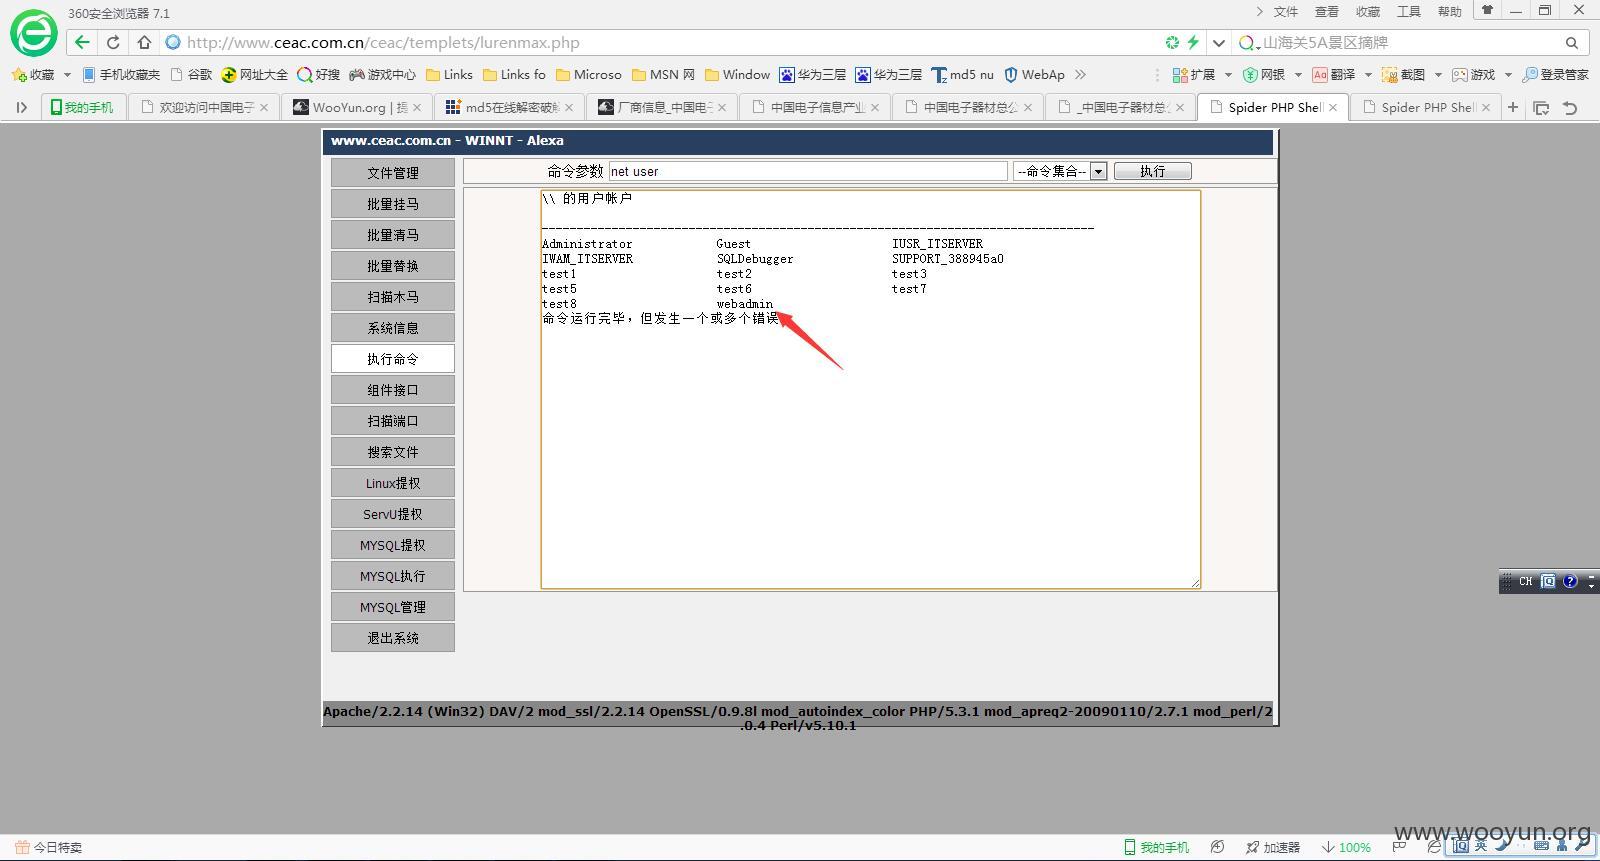 360安全浏览器 7.1
文件 查看 收藏 工具 帮助
http://www.ceac.com.cn/ceac/templets/lurenmax.php
山海关5A景区摘牌
收藏 手机收藏夹 谷歌 网址大全 好搜 游戏中心 Links Links fo Microso MSN 网 Window 华为三层 华为三层 md5 nu WebAp
扩展 网银 翻译 截图 游戏 登录管家
我的手机 欢迎访问中国电子 WooYun.org | 提 md5在线解密破解 厂商信息_中国电子 中国电子信息产业 中国电子器材总公 _中国电子器材总 Spider PHP Shell Spider PHP Shell
www.ceac.com.cn - WINNT - Alexa
文件管理
批量挂马
批量清马
批量替换
扫描木马
系统信息
执行命令
组件接口
扫描端口
搜索文件
Linux提权
ServU提权
MYSQL提权
MYSQL执行
MYSQL管理
退出系统
命令参数 net user --命令集合-- 执行
\\ 的用户帐户
-------------------------------------------------------------------------------
Administrator Guest IUSR_ITSERVER
IWAM_ITSERVER SQLDebugger SUPPORT_388945a0
test1 test2 test3
test5 test6 test7
test8 webadmin
命令运行完毕，但发生一个或多个错误
Apache/2.2.14 (Win32) DAV/2 mod_ssl/2.2.14 OpenSSL/0.9.8l mod_autoindex_color PHP/5.3.1 mod_apreq2-20090110/2.7.1 mod_perl/2
.0.4 Perl/v5.10.1
CH
www.wooyun.org
今日特卖
我的手机 加速器 100% 英